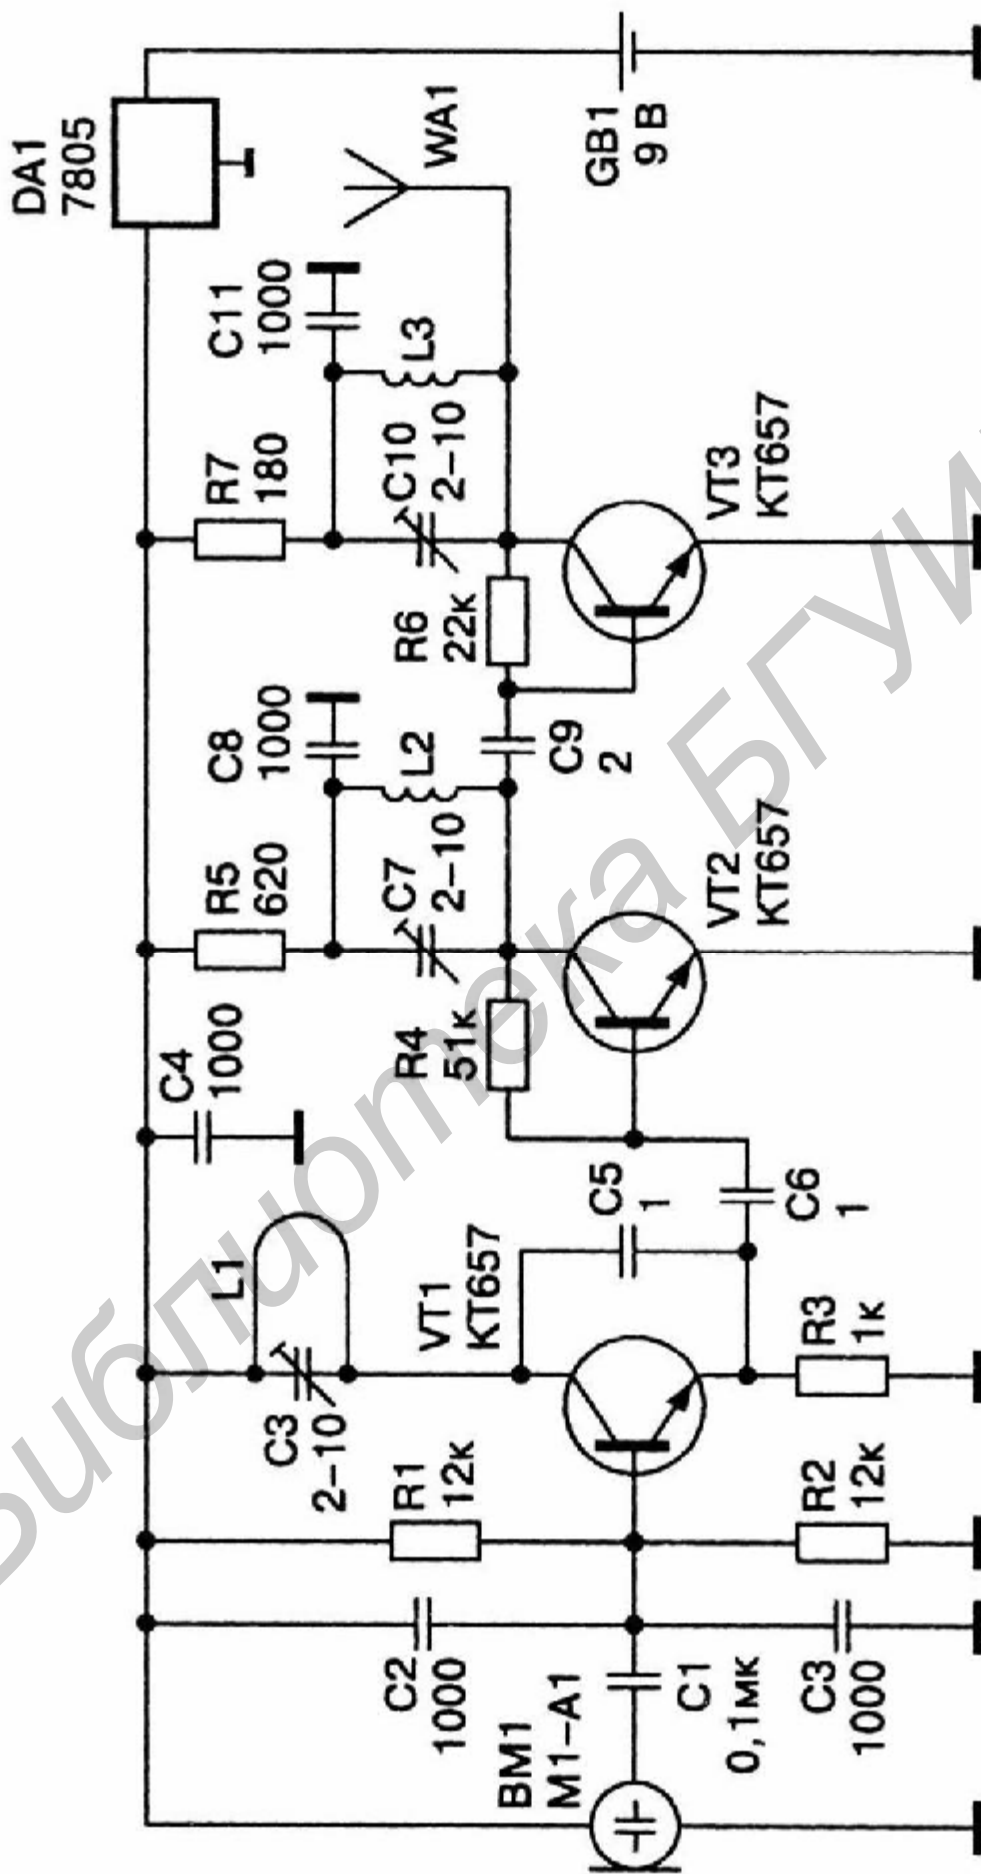 DA1
7805
C11
1000
WA1
GB1
9 В
R7
180
L3
C10
2–10
R6
22к
VT3
КТ657
C8
1000
L2
C9
2
R5
620
C7
2–10
VT2
КТ657
C4
1000
R4
51к
C5
1
C6
1
L1
VT1
КТ657
R3
1к
C3
2–10
R1
12к
R2
12к
C2
1000
BM1
М1–А1
C1
0,1мк
C3
1000
Библиотека БГУИ